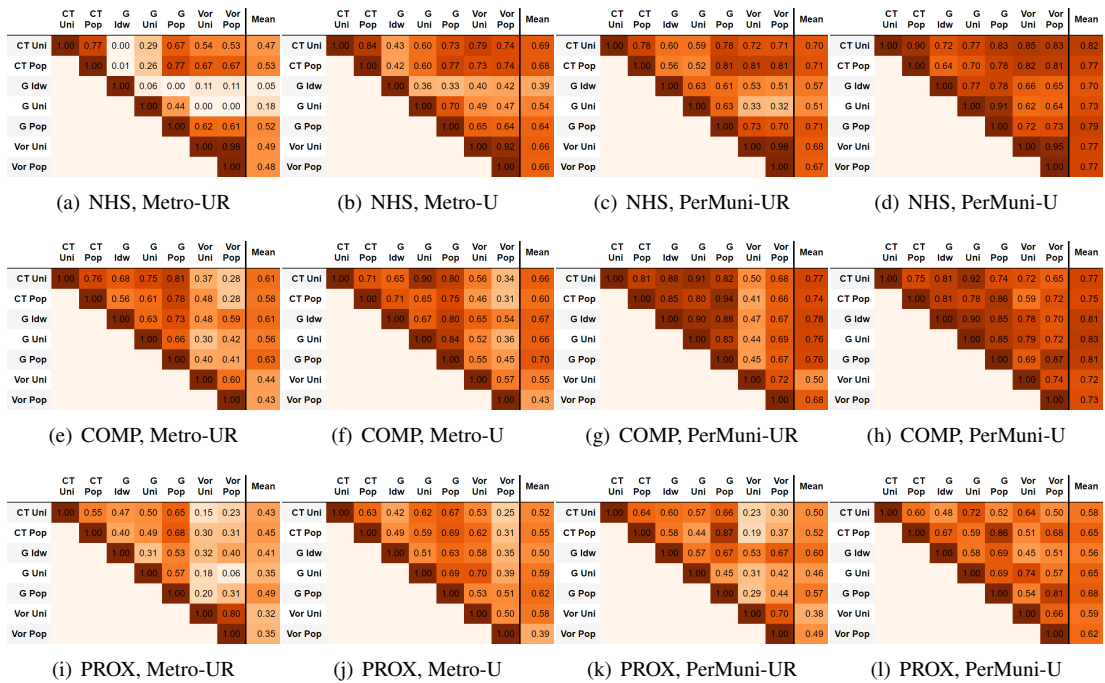 CT CT G G G Vor Vor Mean
Uni Pop Idw Uni Pop Uni Pop
CT Uni 1.00 0.77 0.00 0.29 0.67 0.54 0.53 0.47
CT Pop 1.00 0.01 0.26 0.77 0.67 0.67 0.53
G Idw 1.00 0.06 0.00 0.11 0.11 0.05
G Uni 1.00 0.44 0.00 0.00 0.18
G Pop 1.00 0.62 0.61 0.52
Vor Uni 1.00 0.98 0.49
Vor Pop 1.00 0.48
(a) NHS, Metro-UR
CT CT G G G Vor Vor Mean
Uni Pop Idw Uni Pop Uni Pop
1.00 0.84 0.43 0.60 0.73 0.79 0.74 0.69
1.00 0.42 0.60 0.77 0.73 0.74 0.68
1.00 0.36 0.33 0.40 0.42 0.39
1.00 0.70 0.49 0.47 0.54
1.00 0.65 0.64 0.64
1.00 0.92 0.66
1.00 0.66
(b) NHS, Metro-U
CT CT G G G Vor Vor Mean
Uni Pop Idw Uni Pop Uni Pop
1.00 0.78 0.60 0.59 0.78 0.72 0.71 0.70
1.00 0.56 0.52 0.81 0.81 0.81 0.71
1.00 0.63 0.61 0.53 0.51 0.57
1.00 0.63 0.33 0.32 0.51
1.00 0.73 0.70 0.71
1.00 0.98 0.68
1.00 0.67
(c) NHS, PerMuni-UR
CT CT G G G Vor Vor Mean
Uni Pop Idw Uni Pop Uni Pop
1.00 0.90 0.72 0.77 0.83 0.85 0.83 0.82
1.00 0.64 0.70 0.78 0.82 0.81 0.77
1.00 0.77 0.78 0.66 0.65 0.70
1.00 0.91 0.62 0.64 0.73
1.00 0.72 0.73 0.79
1.00 0.95 0.77
1.00 0.77
(d) NHS, PerMuni-U
CT CT G G G Vor Vor Mean
Uni Pop Idw Uni Pop Uni Pop
CT Uni 1.00 0.76 0.68 0.75 0.81 0.37 0.28 0.61
CT Pop 1.00 0.56 0.61 0.78 0.48 0.28 0.58
G Idw 1.00 0.63 0.73 0.48 0.59 0.61
G Uni 1.00 0.66 0.30 0.42 0.56
G Pop 1.00 0.40 0.41 0.63
Vor Uni 1.00 0.60 0.44
Vor Pop 1.00 0.43
(e) COMP, Metro-UR
CT CT G G G Vor Vor Mean
Uni Pop Idw Uni Pop Uni Pop
1.00 0.71 0.65 0.90 0.80 0.56 0.34 0.66
1.00 0.71 0.65 0.75 0.46 0.31 0.60
1.00 0.67 0.80 0.65 0.54 0.67
1.00 0.84 0.52 0.36 0.66
1.00 0.55 0.45 0.70
1.00 0.57 0.55
1.00 0.43
(f) COMP, Metro-U
CT CT G G G Vor Vor Mean
Uni Pop Idw Uni Pop Uni Pop
1.00 0.81 0.88 0.91 0.82 0.50 0.68 0.77
1.00 0.85 0.80 0.94 0.41 0.66 0.74
1.00 0.90 0.88 0.47 0.67 0.78
1.00 0.83 0.44 0.69 0.76
1.00 0.45 0.67 0.76
1.00 0.72 0.50
1.00 0.68
(g) COMP, PerMuni-UR
CT CT G G G Vor Vor Mean
Uni Pop Idw Uni Pop Uni Pop
1.00 0.75 0.81 0.92 0.74 0.72 0.65 0.77
1.00 0.81 0.78 0.86 0.59 0.72 0.75
1.00 0.90 0.85 0.78 0.70 0.81
1.00 0.85 0.79 0.72 0.83
1.00 0.69 0.87 0.81
1.00 0.74 0.72
1.00 0.73
(h) COMP, PerMuni-U
CT CT G G G Vor Vor Mean
Uni Pop Idw Uni Pop Uni Pop
CT Uni 1.00 0.55 0.47 0.50 0.65 0.15 0.23 0.43
CT Pop 1.00 0.40 0.49 0.68 0.30 0.31 0.45
G Idw 1.00 0.31 0.53 0.32 0.40 0.41
G Uni 1.00 0.57 0.18 0.06 0.35
G Pop 1.00 0.20 0.31 0.49
Vor Uni 1.00 0.80 0.32
Vor Pop 1.00 0.35
(i) PROX, Metro-UR
CT CT G G G Vor Vor Mean
Uni Pop Idw Uni Pop Uni Pop
1.00 0.63 0.42 0.62 0.67 0.53 0.25 0.52
1.00 0.49 0.59 0.69 0.62 0.31 0.55
1.00 0.51 0.63 0.58 0.35 0.50
1.00 0.69 0.70 0.39 0.59
1.00 0.53 0.51 0.62
1.00 0.50 0.58
1.00 0.39
(j) PROX, Metro-U
CT CT G G G Vor Vor Mean
Uni Pop Idw Uni Pop Uni Pop
1.00 0.64 0.60 0.57 0.66 0.23 0.30 0.50
1.00 0.58 0.44 0.87 0.19 0.37 0.52
1.00 0.57 0.67 0.53 0.67 0.60
1.00 0.45 0.31 0.42 0.46
1.00 0.29 0.44 0.57
1.00 0.70 0.38
1.00 0.49
(k) PROX, PerMuni-UR
CT CT G G G Vor Vor Mean
Uni Pop Idw Uni Pop Uni Pop
1.00 0.60 0.48 0.72 0.52 0.64 0.50 0.58
1.00 0.67 0.59 0.86 0.51 0.68 0.65
1.00 0.58 0.69 0.45 0.51 0.56
1.00 0.69 0.74 0.57 0.65
1.00 0.54 0.81 0.68
1.00 0.66 0.59
1.00 0.62
(l) PROX, PerMuni-U